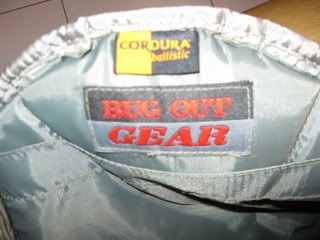 CORDURA
ballistic
BUG OUT
GEAR